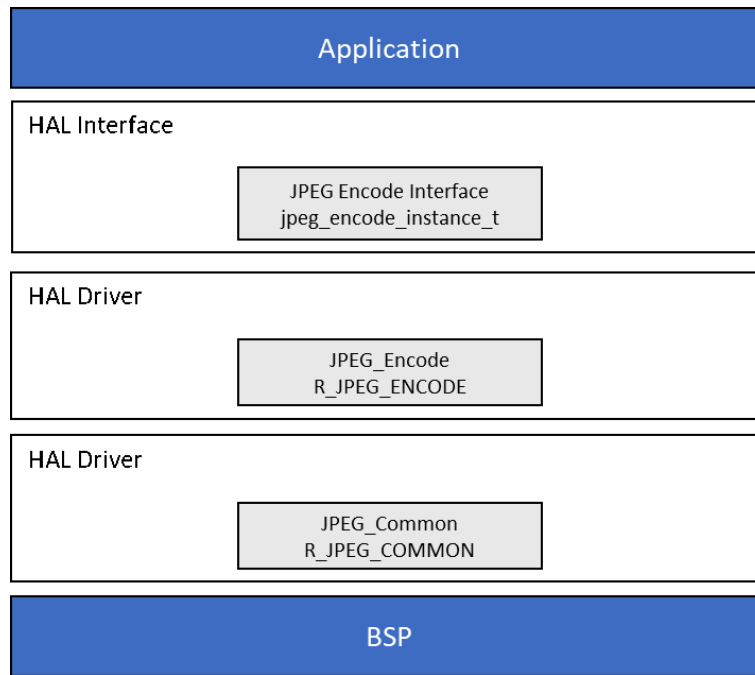 Application
HAL Interface
JPEG Encode Interface
jpeg_encode_instance_t
HAL Driver
JPEG_Encode
R_JPEG_ENCODE
HAL Driver
JPEG_Common
R_JPEG_COMMON
BSP